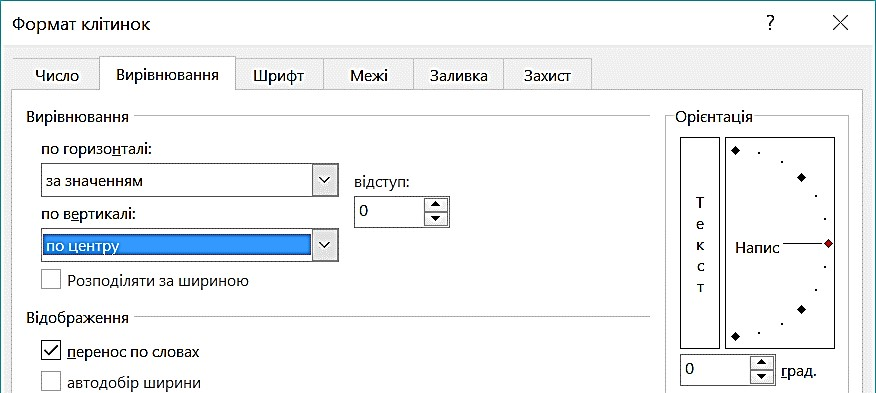 Формат клітинок
?
Число Вирівнювання Шрифт Межі Заливка Захист
Вирівнювання
по горизонталі:
за значенням
відступ:
0
по вертикалі:
по центру
Розподіляти за шириною
Відображення
перенос по словах
автодобір ширини
Орієнтація
Текст
Напис
0 град.